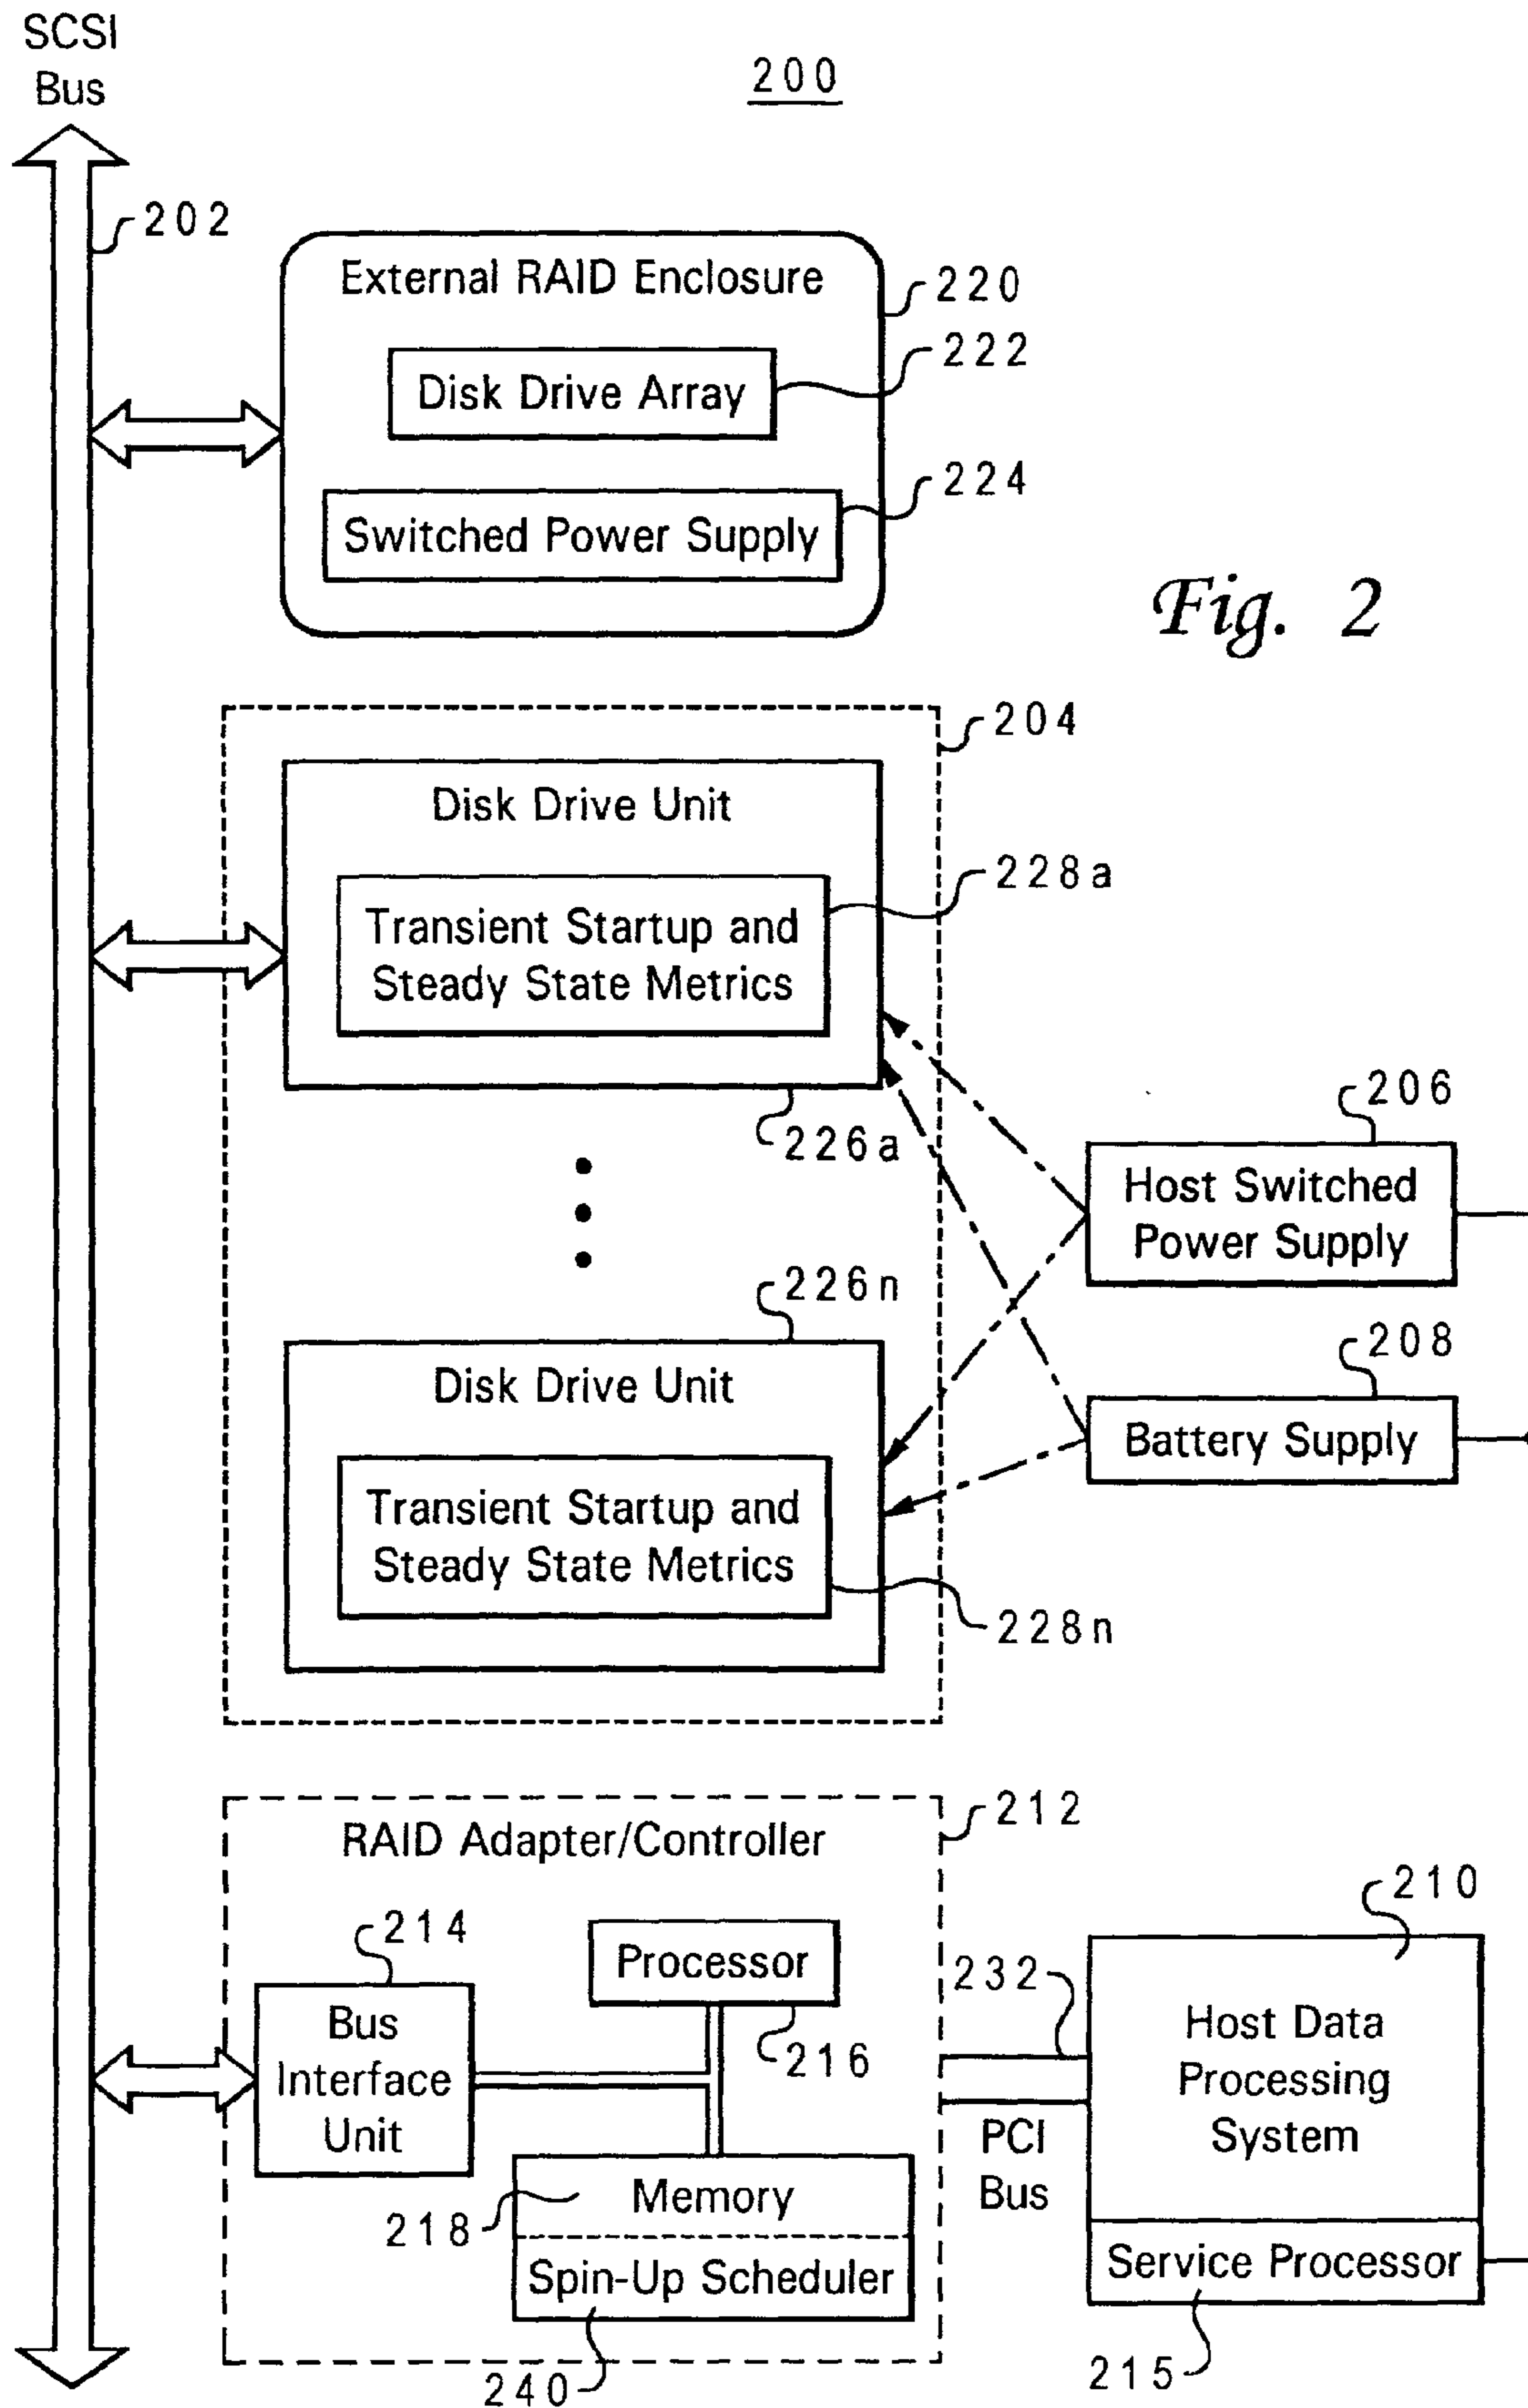 SCSI
Bus
200
202
External RAID Enclosure
220
Disk Drive Array
222
Switched Power Supply
224
Fig. 2
204
Disk Drive Unit
Transient Startup and
Steady State Metrics
228a
226a
206
Host Switched
Power Supply
226n
Disk Drive Unit
208
Battery Supply
Transient Startup and
Steady State Metrics
228n
212
RAID Adapter/Controller
210
214
Processor
216
232
Bus
Interface
Unit
Host Data
Processing
System
PCI
Bus
Memory
218
Spin-Up Scheduler
240
Service Processor
215